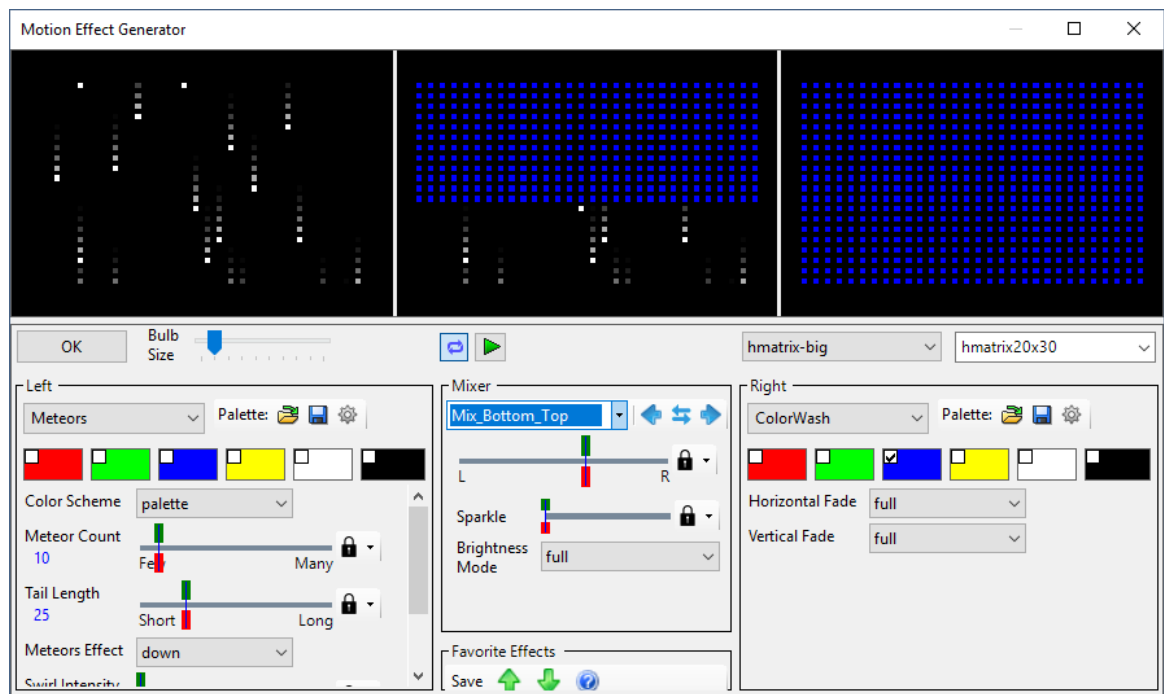 Motion Effect Generator
OK
Bulb
Size
hmatrix-big
hmatrix20x30
Left
Meteors
Palette:
Color Scheme
palette
Meteor Count
10
Few
Many
Tail Length
25
Short
Long
Meteors Effect
down
Swirl Intensity
Mixer
Mix_Bottom_Top
L
R
Sparkle
Brightness
Mode
full
Favorite Effects
Save
Right
ColorWash
Palette:
Horizontal Fade
full
Vertical Fade
full